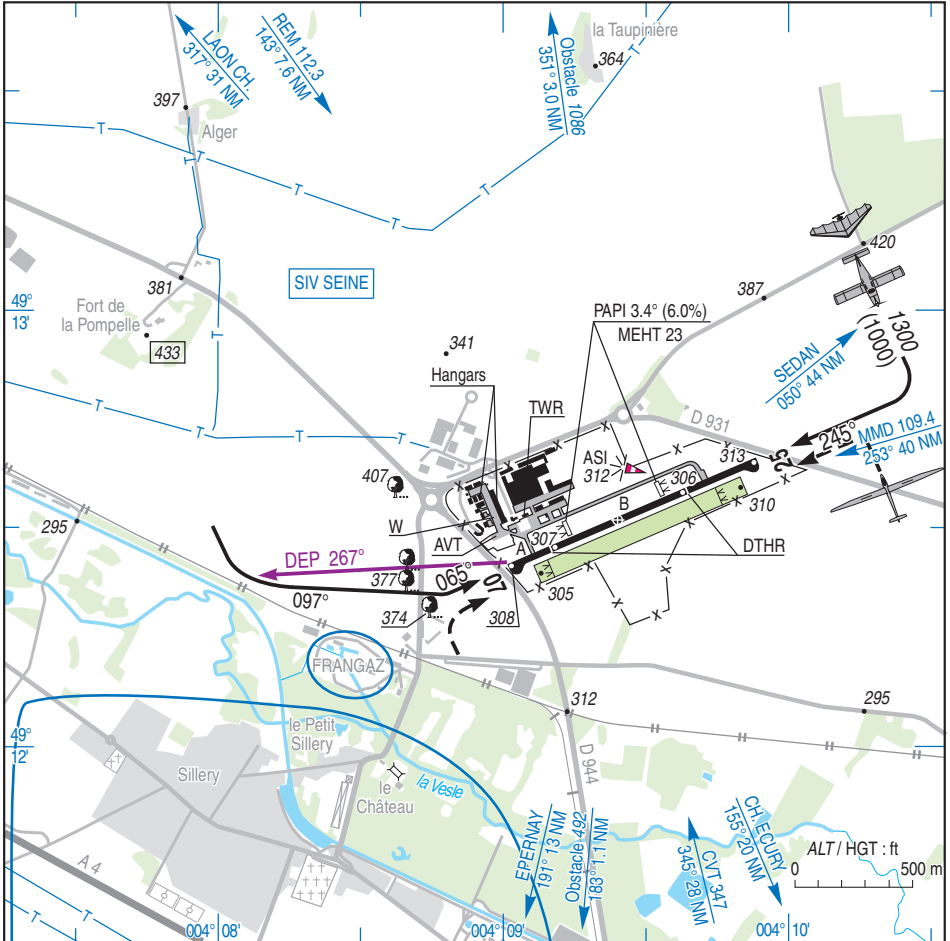 LAON CH.
317° 31 NM
REM 112.3
143° 7.6 NM
Obstacle 1086
351° 3.0 NM
la Taupinière
364
397
Alger
T
T
T
T
T
T
420
381
SIV SEINE
387
49°
13'
Fort de
la Pompelle
433
T
341
PAPI 3.4° (6.0%)
MEHT 23
1300
(1000)
SEDAN
050° 44 NM
Hangars
TWR
D 931
T
T
245°
MMD 109.4
253° 40 NM
25
313
ASI
312
407
306
310
295
W
AVT
B
A
307
DTHR
DEP 267°
377
065°
07
305
097°
374
308
FRANGAZ
312
295
49°
12'
le Petit
Sillery
Sillery
la Vesle
le
Château
D 944
A 4
EPERNAY
191° 13 NM
Obstacle 492
183° 1.1 NM
CVT 347
345° 28 NM
CH. ECURY
155° 20 NM
ALT / HGT : ft
0 500 m
T
T
004° 08'
004° 09'
004° 10'